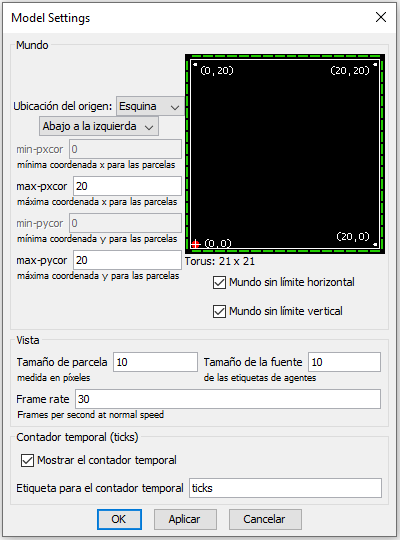 Model Settings
Mundo
(0,20) (20,20)
Ubicación del origen: Esquina
Abajo a la izquierda
min-pxcor 0
mínima coordenada x para las parcelas
max-pxcor 20
máxima coordenada x para las parcelas
min-pycor 0
mínima coordenada y para las parcelas
max-pycor 20
máxima coordenada y para las parcelas
(0,0) (20,0)
Torus: 21 x 21
Mundo sin límite horizontal
Mundo sin límite vertical
Vista
Tamaño de parcela 10 Tamaño de la fuente 10
medida en píxeles de las etiquetas de agentes
Frame rate 30
Frames per second at normal speed
Contador temporal (ticks)
Mostrar el contador temporal
Etiqueta para el contador temporal ticks
OK Aplicar Cancelar